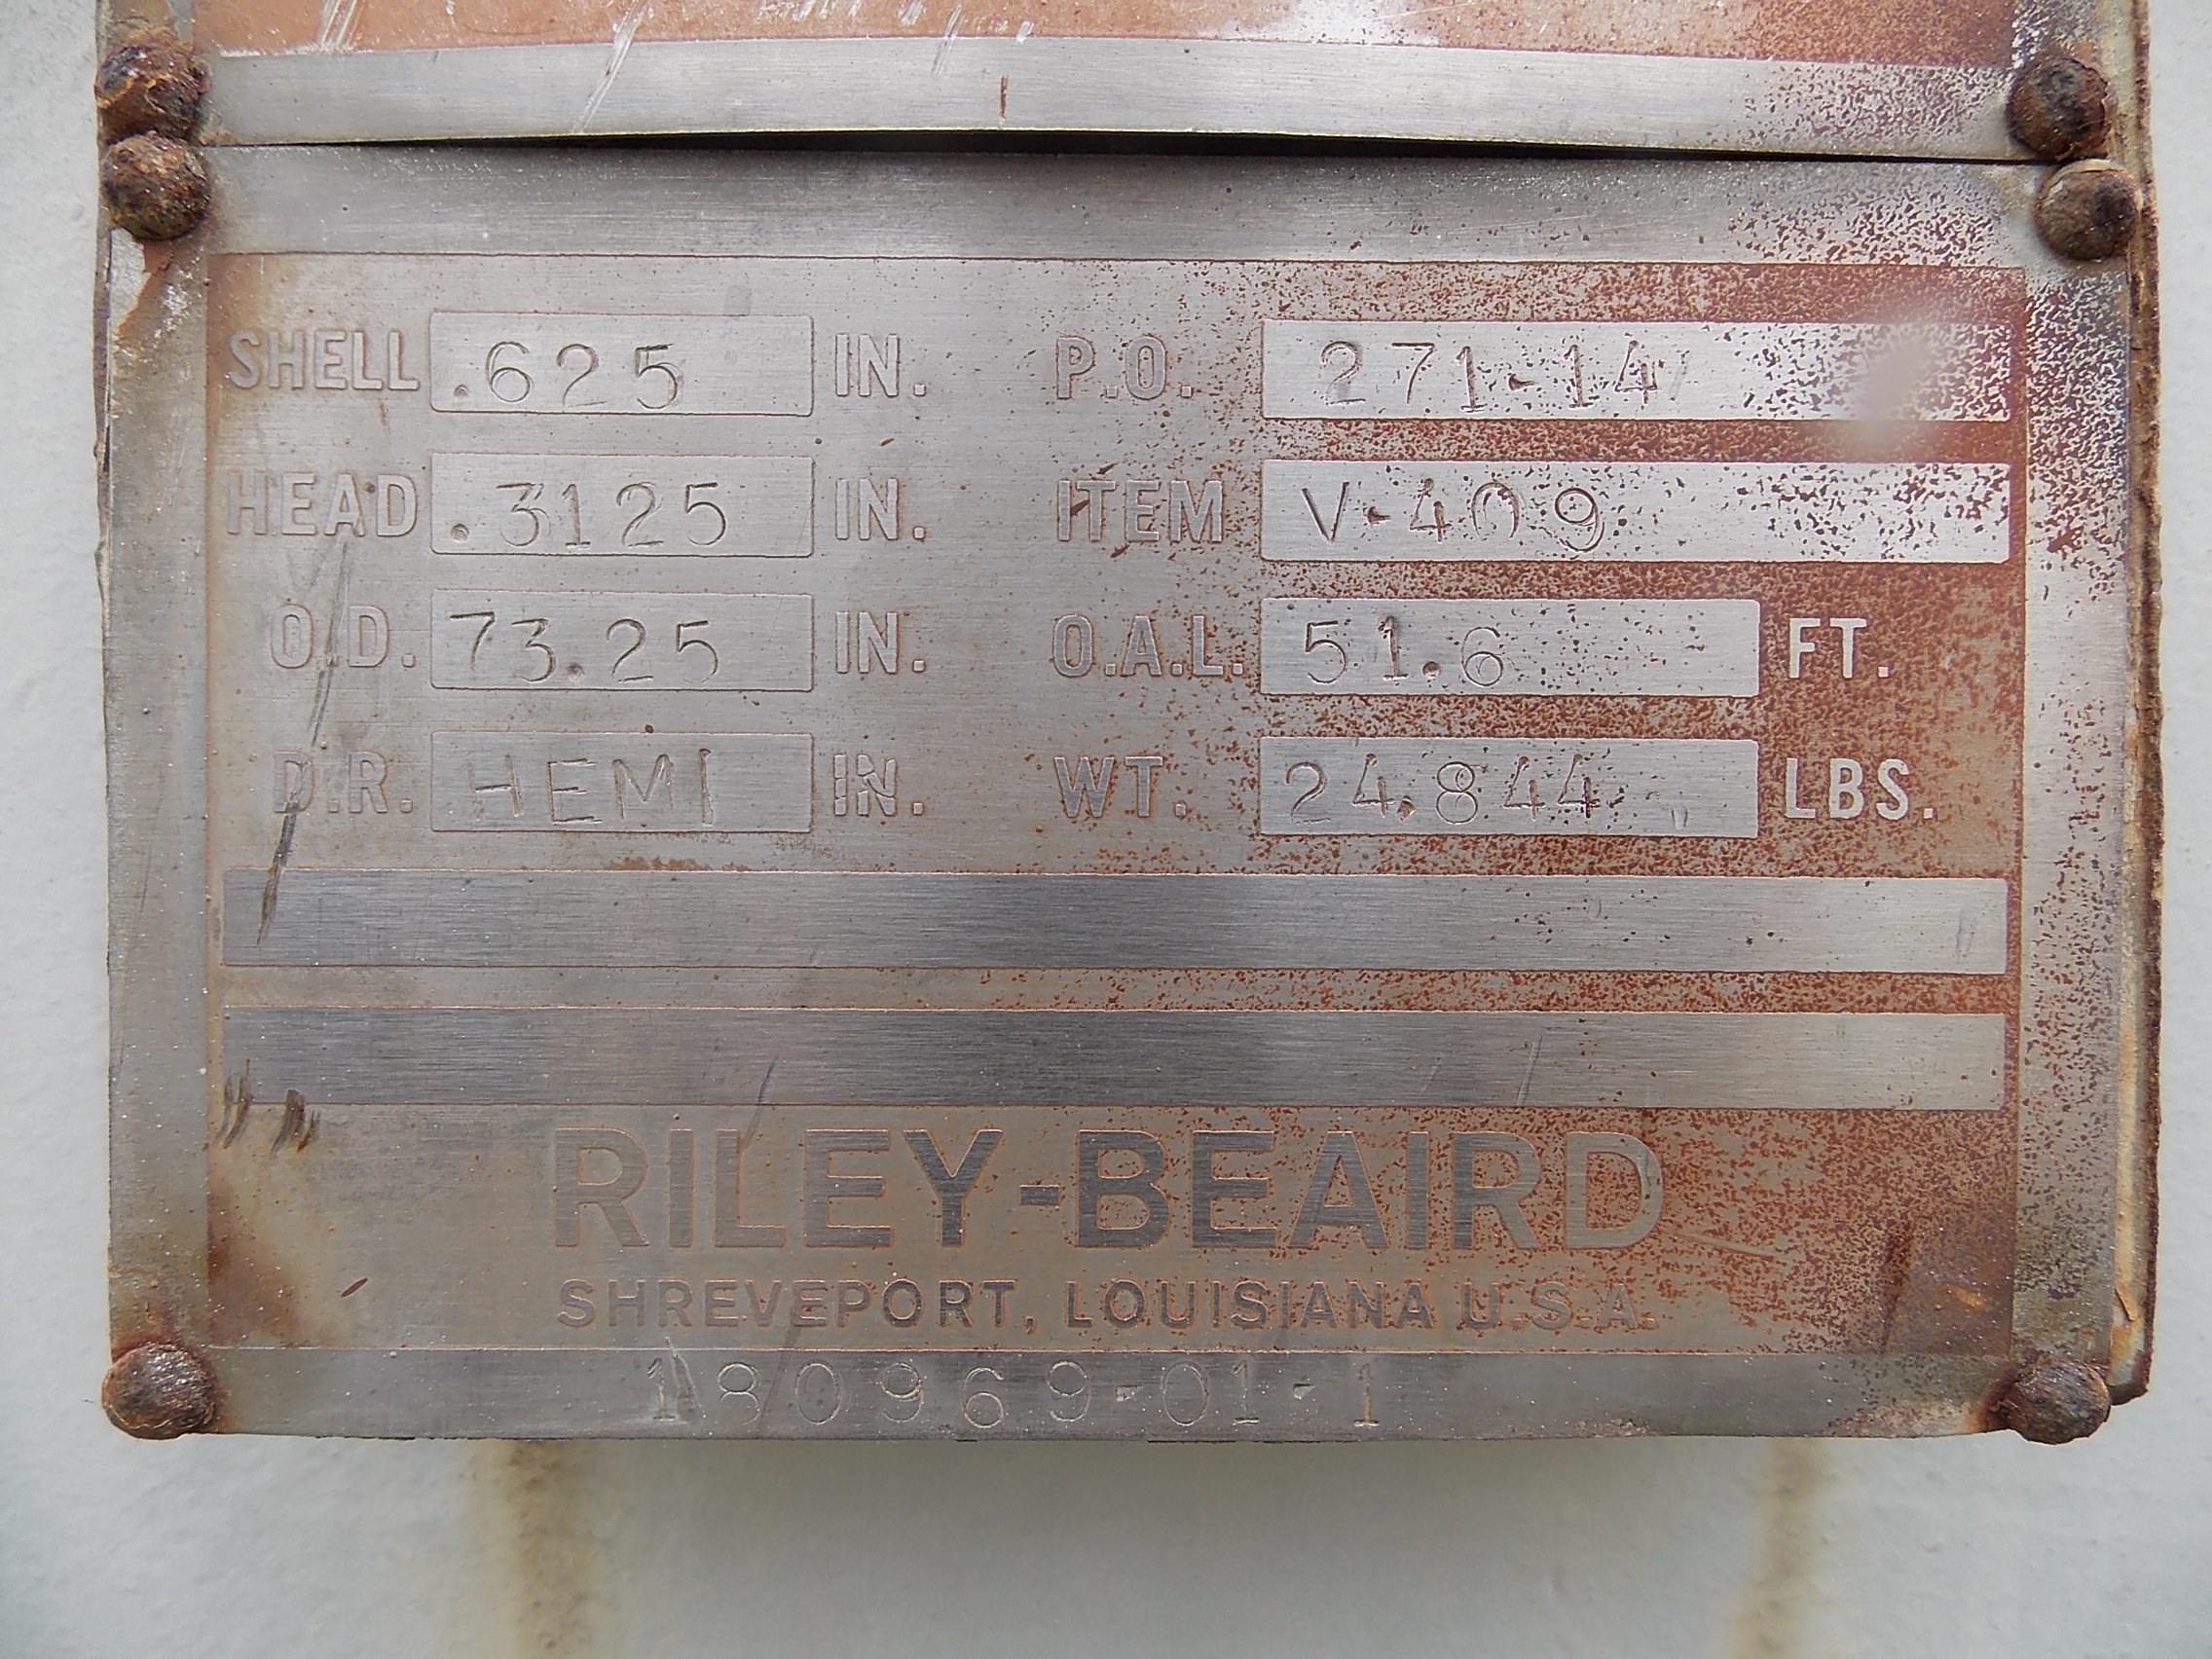 SHELL .625 IN. P.O. 271-14
HEAD .3125 IN. ITEM V-409
O.D. 73.25 IN. O.A.L. 51.6 FT.
D.R. HEMI IN. WT. 24,844 LBS.
RILEY-BEAIRD
SHREVEPORT, LOUISIANA U.S.A.
180969-01-1